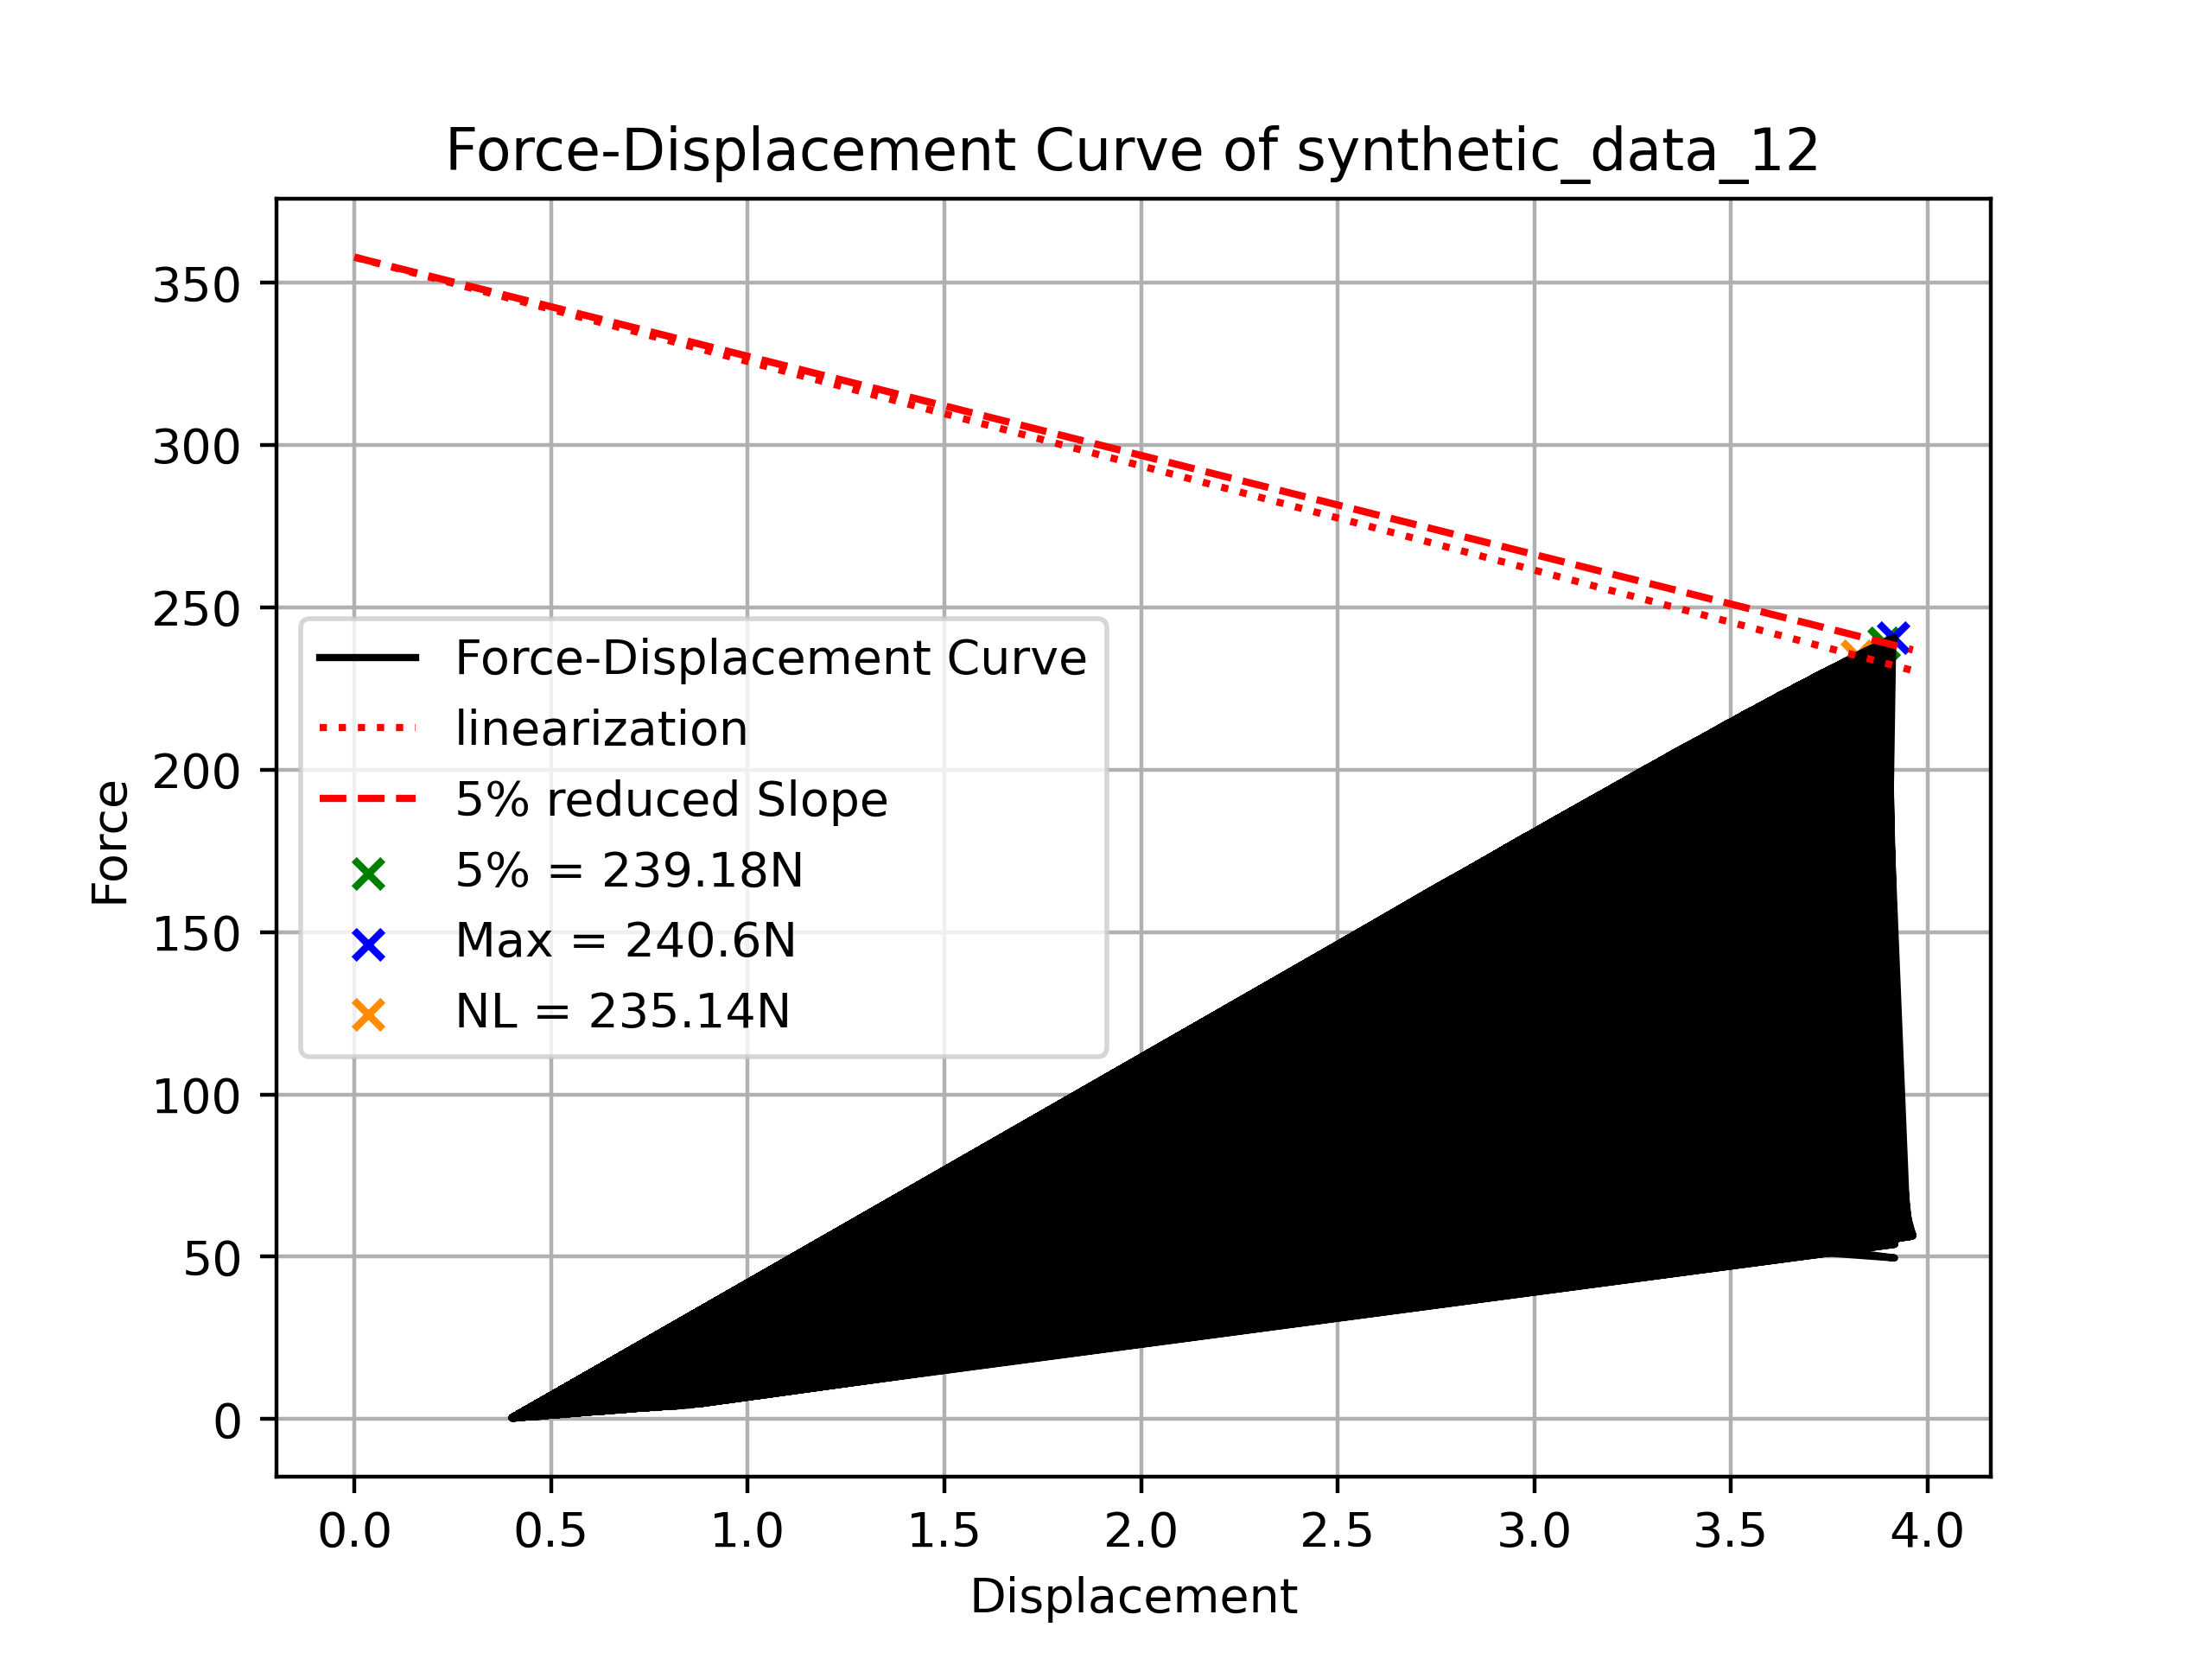 Force-Displacement Curve of synthetic_data_12
350
300
250
200
150
100
50
0
Force
Force-Displacement Curve
linearization
5% reduced Slope
5% = 239.18N
Max = 240.6N
NL = 235.14N
0.0 0.5 1.0 1.5 2.0 2.5 3.0 3.5 4.0
Displacement